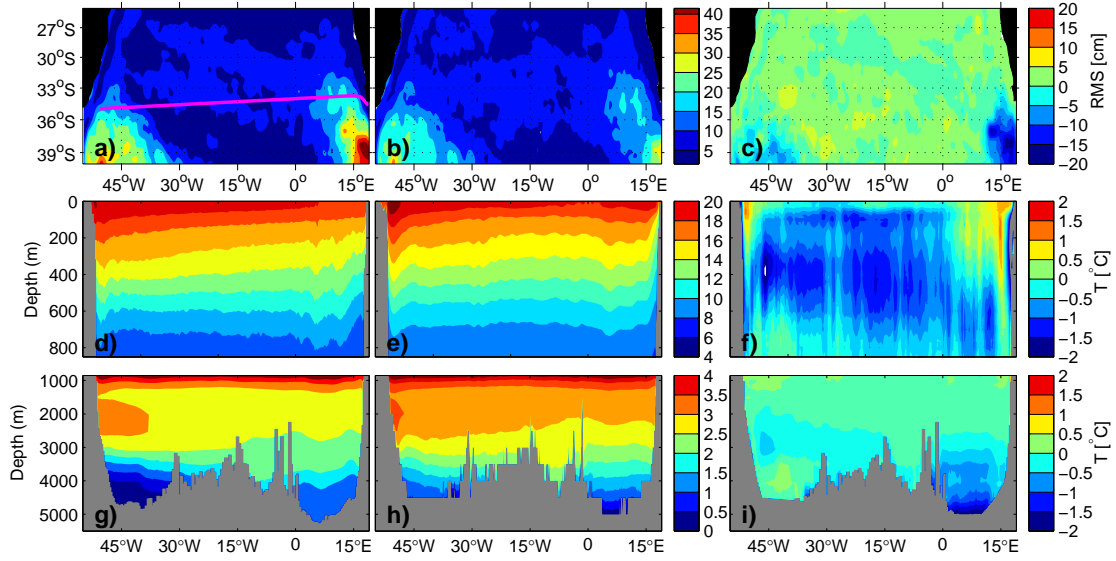 27°S
30°S
33°S
36°S
39°S
a)
45°W
30°W
15°W
0
15°E
b)
45°W
30°W
15°W
0
15°E
40
35
30
25
20
15
10
5
c)
45°W
30°W
15°W
0
15°E
20
15
10
5
0
−5
−10
−15
−20
RMS [cm]
Depth (m)
0
200
400
600
800
d)
e)
20
18
16
14
12
10
8
6
4
f)
2
1.5
1
0.5
0
−0.5
−1
−1.5
−2
T [°C]
Depth (m)
1000
2000
3000
4000
5000
g)
45°W
30°W
15°W
0
15°E
h)
45°W
30°W
15°W
0
15°E
4
3.5
3
2.5
2
1.5
1
0.5
0
i)
45°W
30°W
15°W
0
15°E
2
1.5
1
0.5
0
−0.5
−1
−1.5
−2
T [°C]